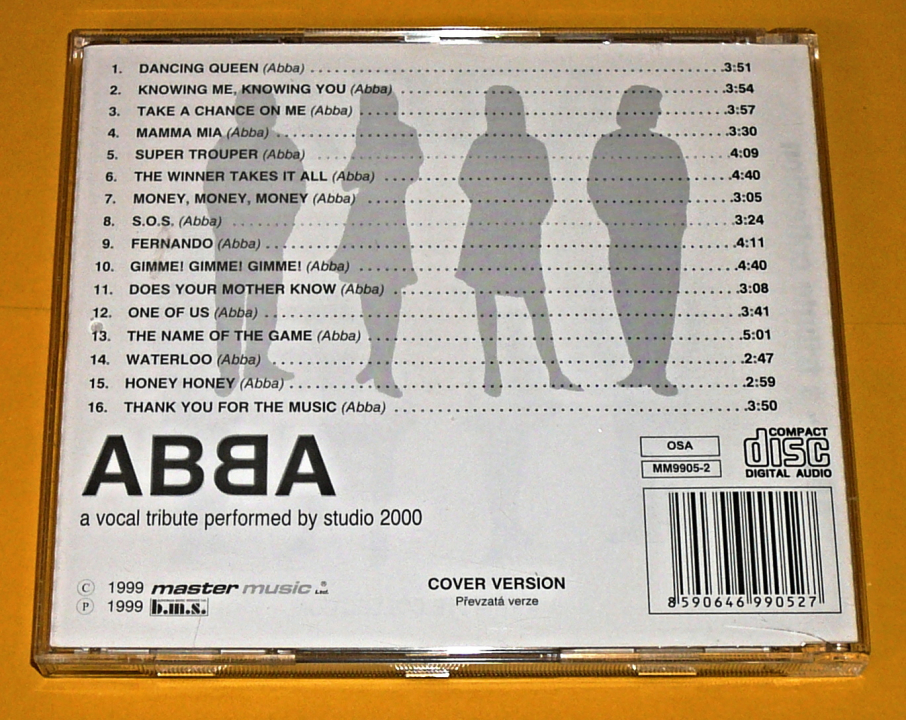 1. DANCING QUEEN (Abba) ........ 3:51
2. KNOWING ME, KNOWING YOU (Abba) ........ 3:54
3. TAKE A CHANCE ON ME (Abba) ........ 3:57
4. MAMMA MIA (Abba) ........ 3:30
5. SUPER TROUPER (Abba) ........ 4:09
6. THE WINNER TAKES IT ALL (Abba) ........ 4:40
7. MONEY, MONEY, MONEY (Abba) ........ 3:05
8. S.O.S. (Abba) ........ 3:24
9. FERNANDO (Abba) ........ 4:11
10. GIMME! GIMME! GIMME! (Abba) ........ 4:40
11. DOES YOUR MOTHER KNOW (Abba) ........ 3:08
12. ONE OF US (Abba) ........ 3:41
13. THE NAME OF THE GAME (Abba) ........ 5:01
14. WATERLOO (Abba) ........ 2:47
15. HONEY HONEY (Abba) ........ 2:59
16. THANK YOU FOR THE MUSIC (Abba) ........ 3:50
ABBA
a vocal tribute performed by studio 2000
OSA
MM9905-2
COMPACT
disc
DIGITAL AUDIO
© 1999 master music Ltd.
℗ 1999 b.m.s.
COVER VERSION
Převzatá verze
8 590646 990527